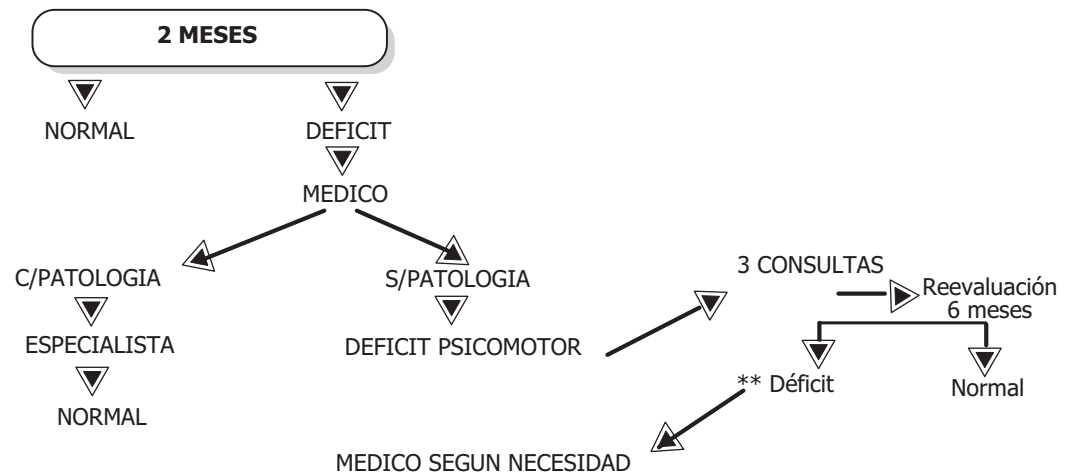 2 MESES
NORMAL
DEFICIT
MEDICO
C/PATOLOGIA
S/PATOLOGIA
3 CONSULTAS
Reevaluación
6 meses
ESPECIALISTA
DEFICIT PSICOMOTOR
** Déficit
Normal
NORMAL
MEDICO SEGUN NECESIDAD